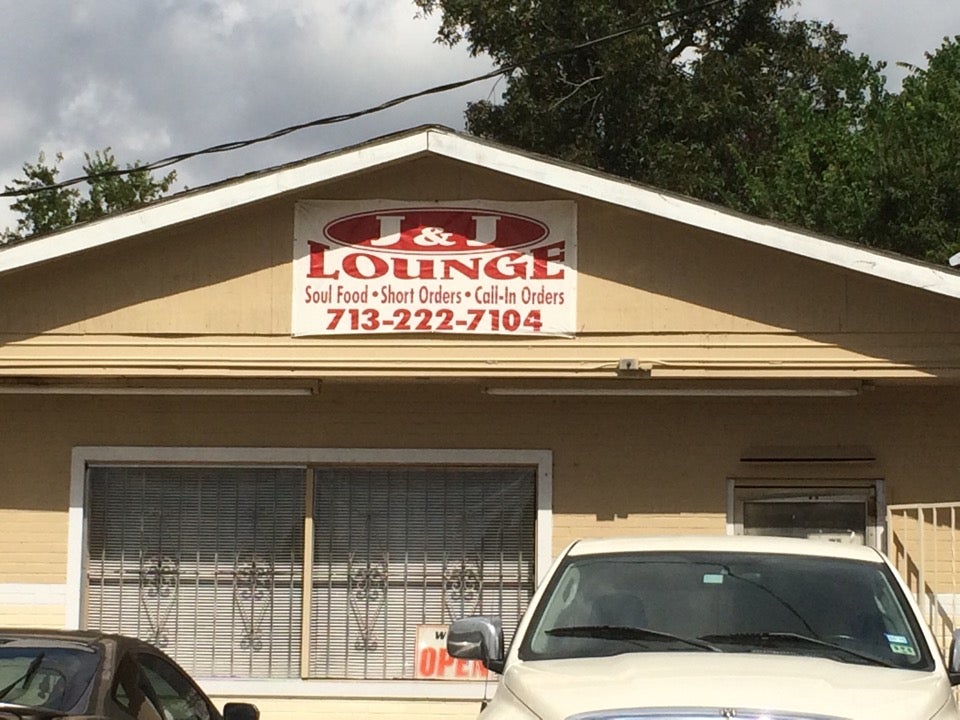 J & J
LOUNGE
Soul Food • Short Orders • Call-In Orders
713-222-7104
OPEN